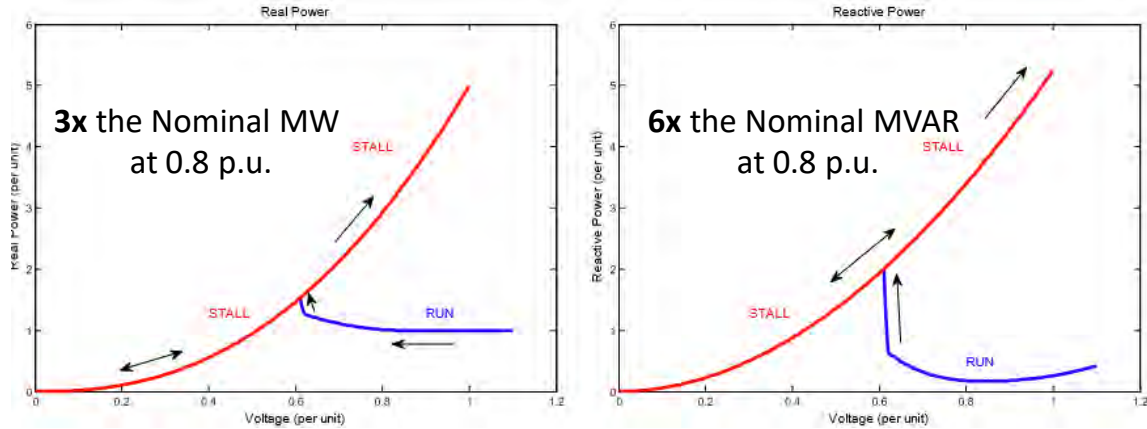 Real Power
6
5
4
3
2
1
0
0
0.2
0.4
0.6
0.8
1
1.2
Real Power (per unit)
Voltage (per unit)
3x the Nominal MW
at 0.8 p.u.
STALL
STALL
RUN
Reactive Power
6
5
4
3
2
1
0
0
0.2
0.4
0.6
0.8
1
1.2
Reactive Power (per unit)
Voltage (per unit)
6x the Nominal MVAR
at 0.8 p.u.
STALL
STALL
RUN